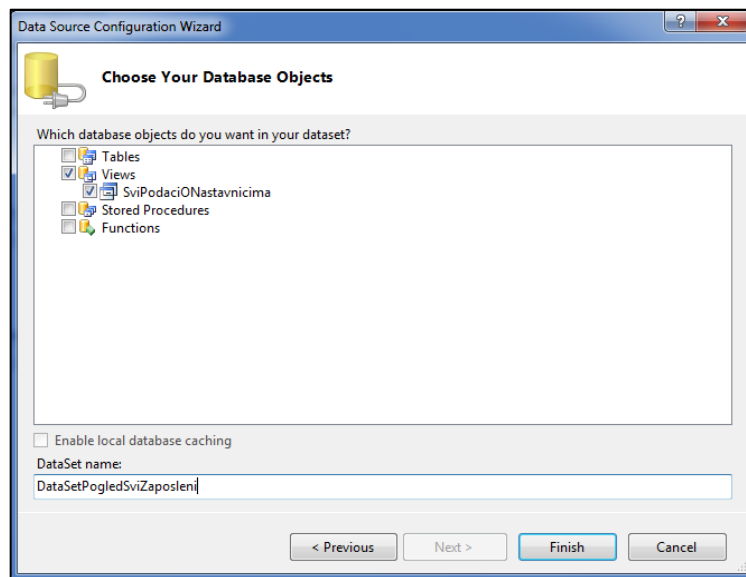 Data Source Configuration Wizard
Choose Your Database Objects
Which database objects do you want in your dataset?
Tables
Views
SviPodaciONastavnicima
Stored Procedures
Functions
Enable local database caching
DataSet name:
DataSetPogledSviZaposleni
< Previous
Next >
Finish
Cancel